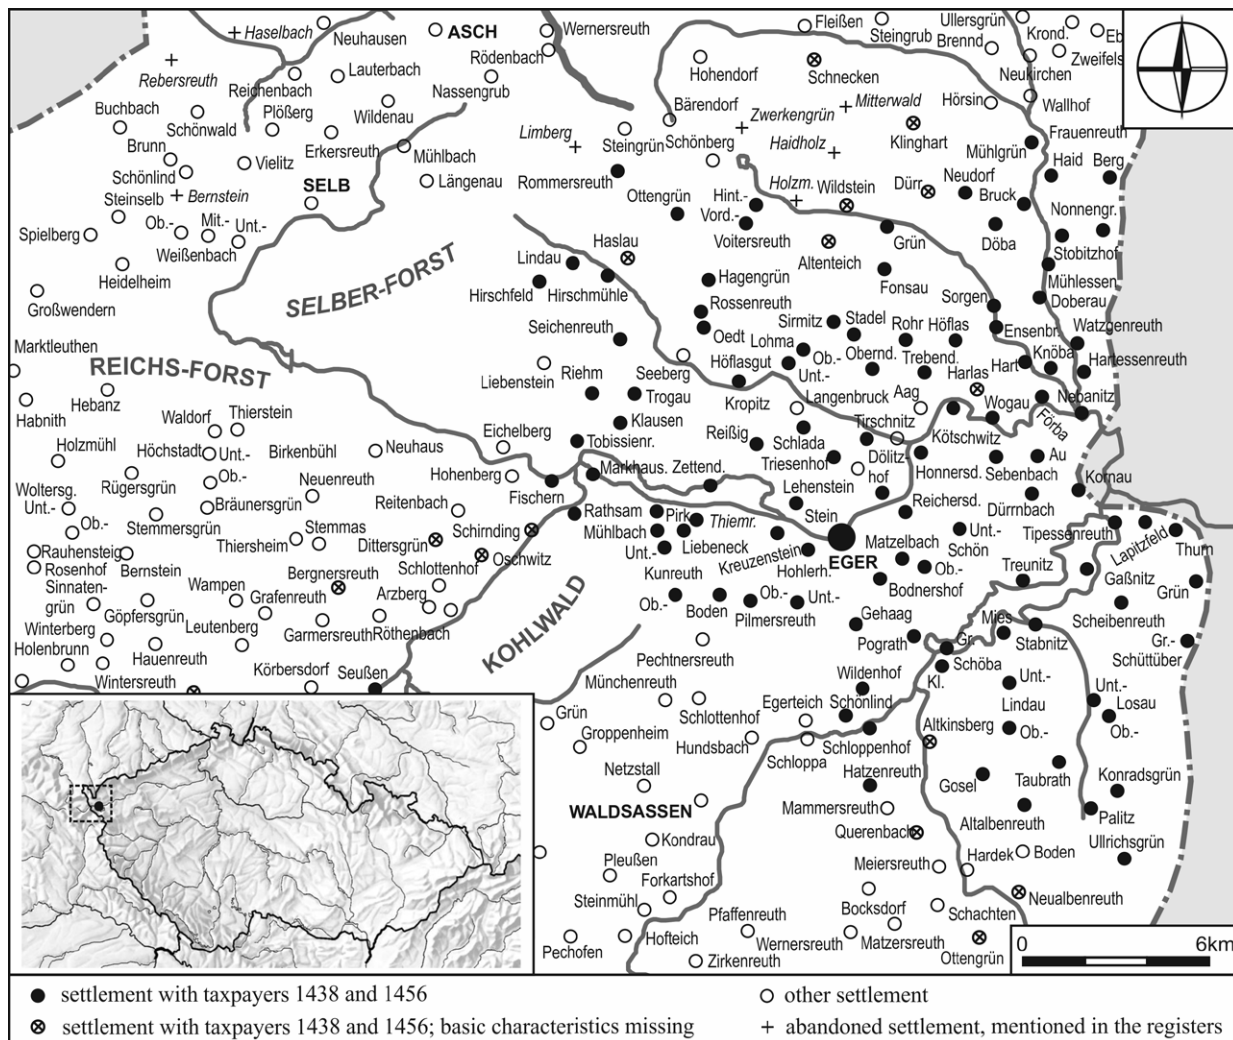 Haselbach
Neuhausen
ASCH
Wernersreuth
Fleißen
Steingrub
Ullersgrün
Brennd
Krond.
Eb
Zweifels
Rebersreuth
Reichenbach
Lauterbach
Rödenbach
Nassengrub
Hohendorf
Schnecken
Neukirchen
Wallhof
Buchbach
Schönwald
Plößerg
Wildenau
Bärendorf
Zwerkengrün
Mitterwald
Hörsin
Brunn
Vielitz
Erkersreuth
Mühlbach
Limberg
Steingrün
Schönberg
Haidholz
Klinghart
Mühlgrün
Frauenreuth
Schönlind
SELB
Längenau
Rommersreuth
Haid
Berg
Steinselb
Bernstein
Ottengrün
Hint.-
Holzm.
Wildstein
Dürr
Neudorf
Bruck
Spielberg
Ob.-
Mit.-
Unt.-
Weißenbach
Vord.-
Voitersreuth
Grün
Döba
Nonnengr.
Stobitzhof
Heidelheim
SELBER-FORST
Lindau
Haslau
Altenteich
Großwendern
Hirschfeld
Hirschmühle
Hagengrün
Fonsau
Mühlessen
Doberau
Seichenreuth
Rossenreuth
Sorgen
Marktleuthen
Oedt
Sirmitz
Stadel
Rohr
Höflas
Ensenbr.
Watzgenreuth
REICHS-FORST
Liebenstein
Seeberg
Höflasgut
Lohma
Ob.-
Unt.-
Obernd.
Trebend.
Hart
Knöba
Hartessenreuth
Hebanz
Riehm
Trogau
Kropitz
Langenbruck
Aag
Harlas
Nebanitz
Habnith
Waldorf
Thierstein
Klausen
Tirschnitz
Wogau
Förba
Holzmühl
Höchstadt
Unt.-
Birkenbühl
Neuhaus
Eichelberg
Tobissienr.
Reißig
Schlada
Kötschwitz
Woltersg.
Rügersgrün
Ob.-
Neuenreuth
Hohenberg
Markhaus.
Zettend.
Triesenhof
Dölitz-
hof
Honnersd.
Sebenbach
Au
Unt.-
Bräunersgrün
Reitenbach
Fischern
Lehenstein
Kornau
Ob.-
Stemmersgrün
Stemmas
Schirnding
Rathsam
Pirk
Thiemr.
Stein
Reichersd.
Dürrnbach
Rauhensteig
Thiersheim
Dittersgrün
Oschwitz
Mühlbach
Liebeneck
Kreuzenstein
Matzelbach
Unt.-
Schön
Tipessenreuth
Lapitzfeld
Thurn
Rosenhof
Bernstein
Bergnersreuth
Schlottenhof
Unt.-
Kunreuth
Hohlerh.
EGER
Ob.-
Treunitz
Sinnaten-
grün
Wampen
Grafenreuth
Arzberg
Ob.-
Boden
Ob.-
Pilmersreuth
Unt.-
Bodnershof
Gaßnitz
Grün
Göpfersgrün
Leutenberg
Garmersreuth
Röthenbach
KOHLWALD
Gehaag
Mies
Scheibenreuth
Winterberg
Holenbrunn
Hauenreuth
Pechtnersreuth
Pograth
Gr.
Schöba
Stabnitz
Gr.-
Schüttüber
Wintersreuth
Körbersdorf
Seußen
Münchenreuth
Wildenhof
Kl.
Unt.-
Lindau
Unt.-
Losau
Grün
Schlottenhof
Egerteich
Schönlind
Altkinsberg
Ob.-
Ob.-
Groppenheim
Hundsbach
Schloppa
Schloppenhof
Netzstall
Hatzenreuth
Gosel
Taubrath
Konradsgrün
WALDSASSEN
Mammersreuth
Altalbenreuth
Palitz
Kondrau
Querenbach
Ullrichsgrün
Pleußen
Meiersreuth
Hardek
Boden
Steinmühl
Forkartshof
Neualbenreuth
Pfaffenreuth
Bocksdorf
Schachten
Pechofen
Hofteich
Wernersreuth
Matzersreuth
Ottengrün
Zirkenreuth
0 6km
settlement with taxpayers 1438 and 1456
other settlement
settlement with taxpayers 1438 and 1456; basic characteristics missing
abandoned settlement, mentioned in the registers